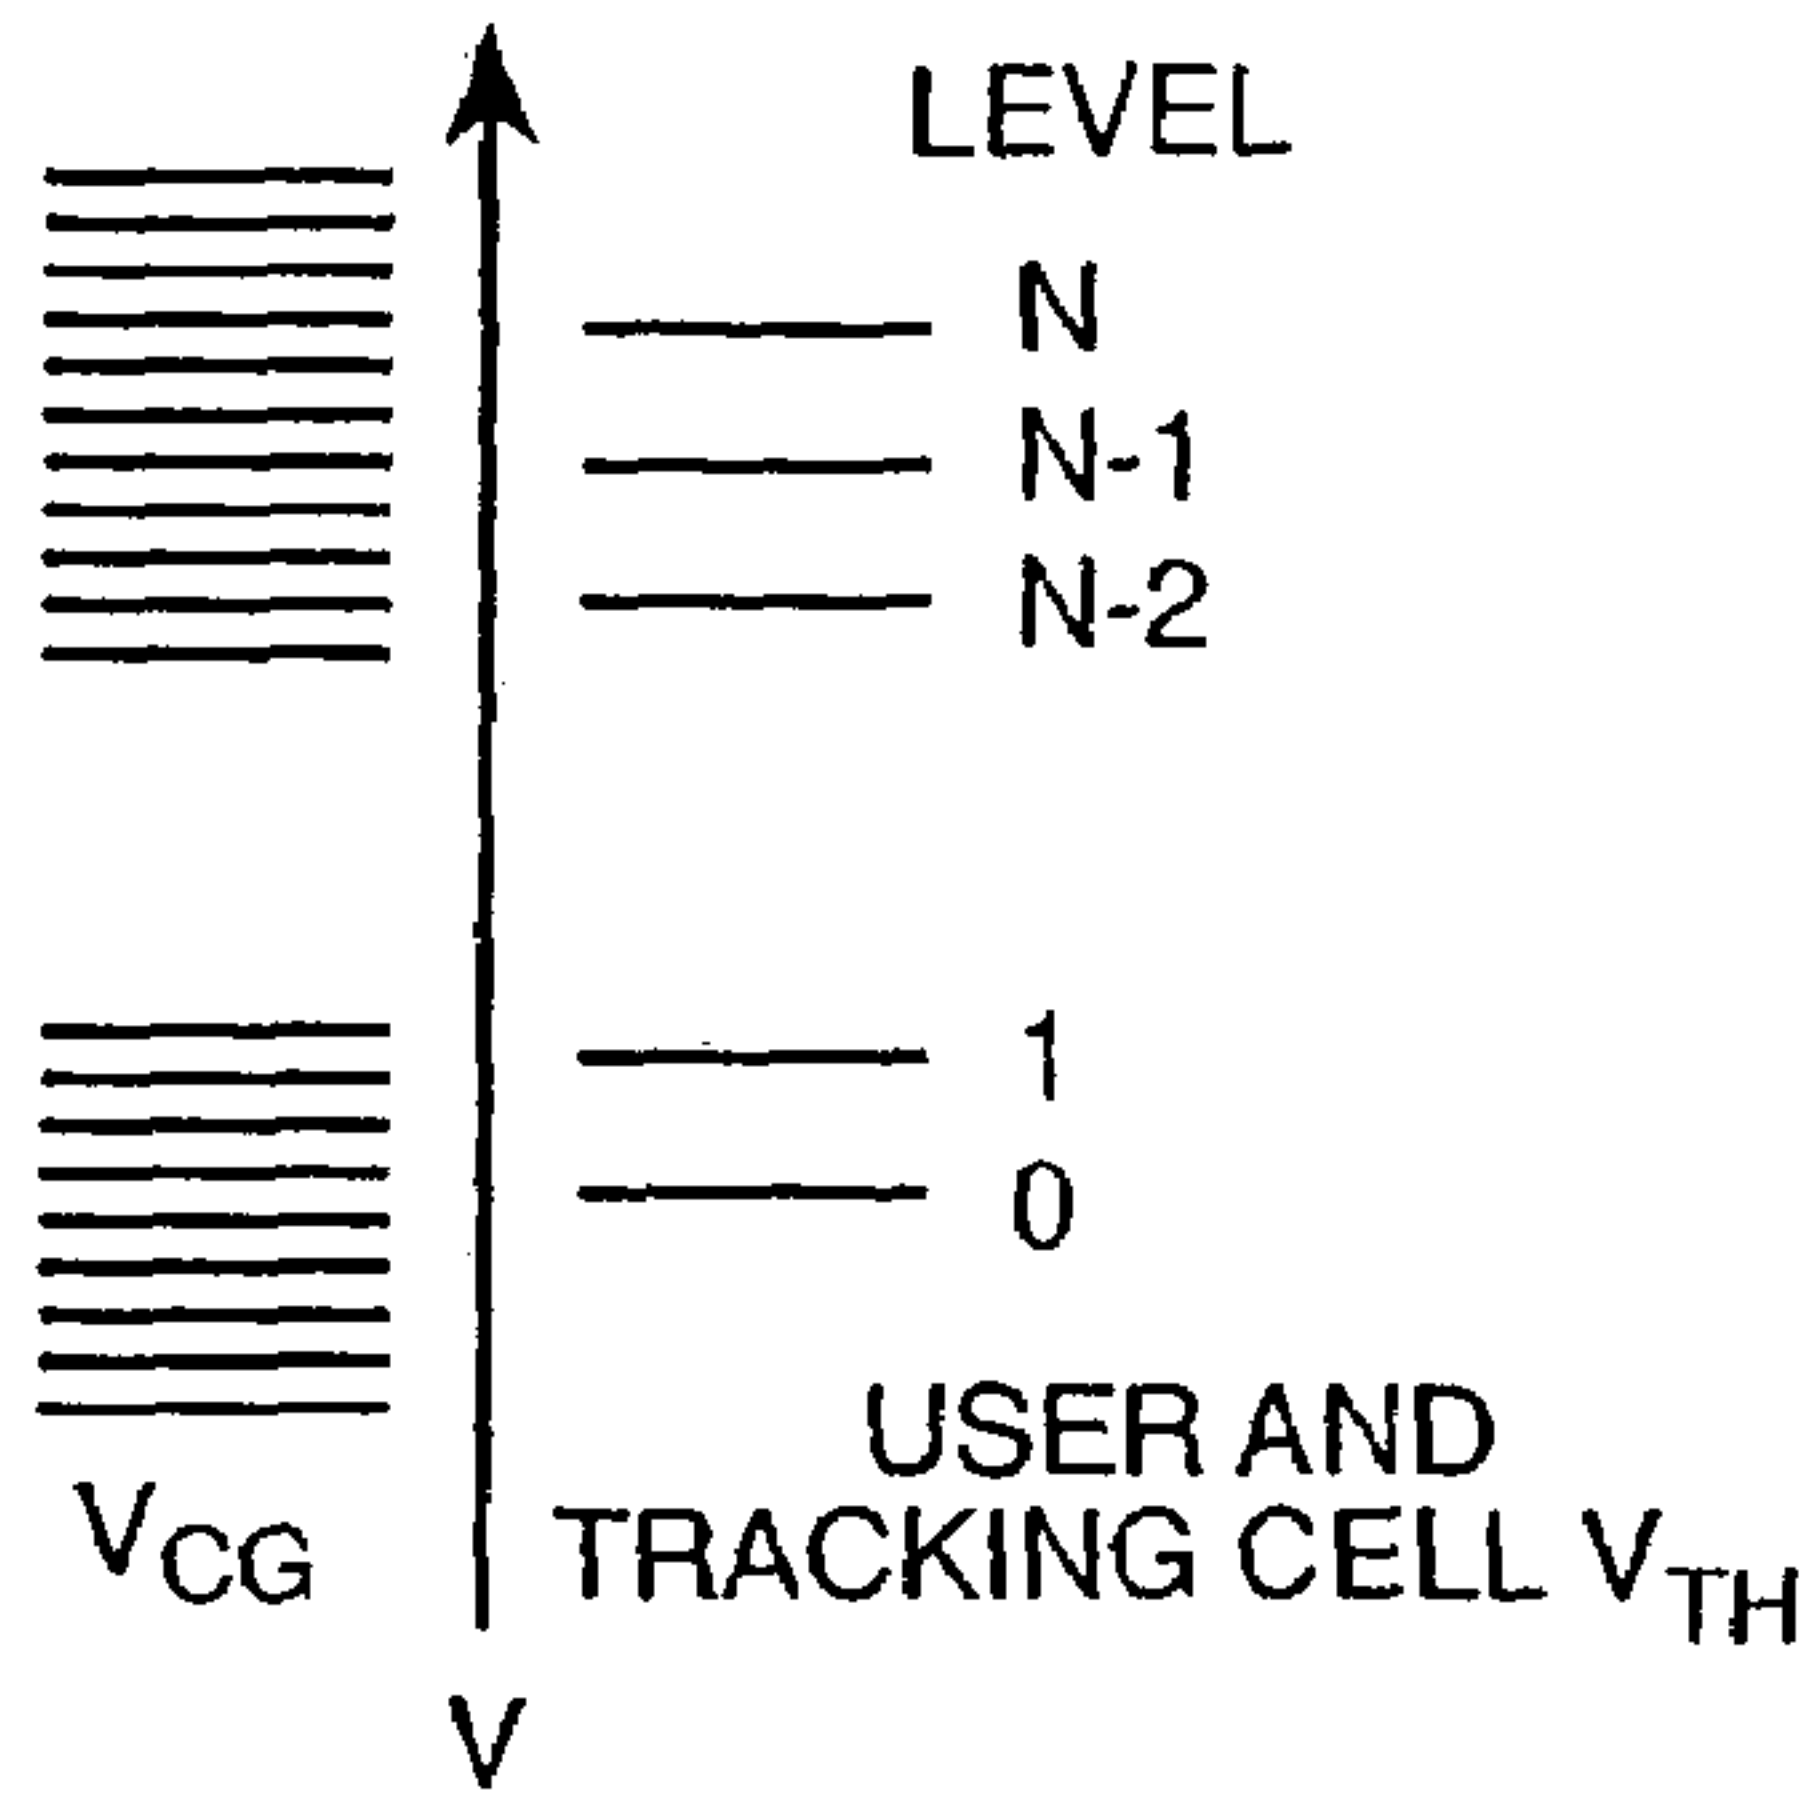 LEVEL
N
N-1
N-2
1
0
USER AND
TRACKING CELL VTH
VCG
V